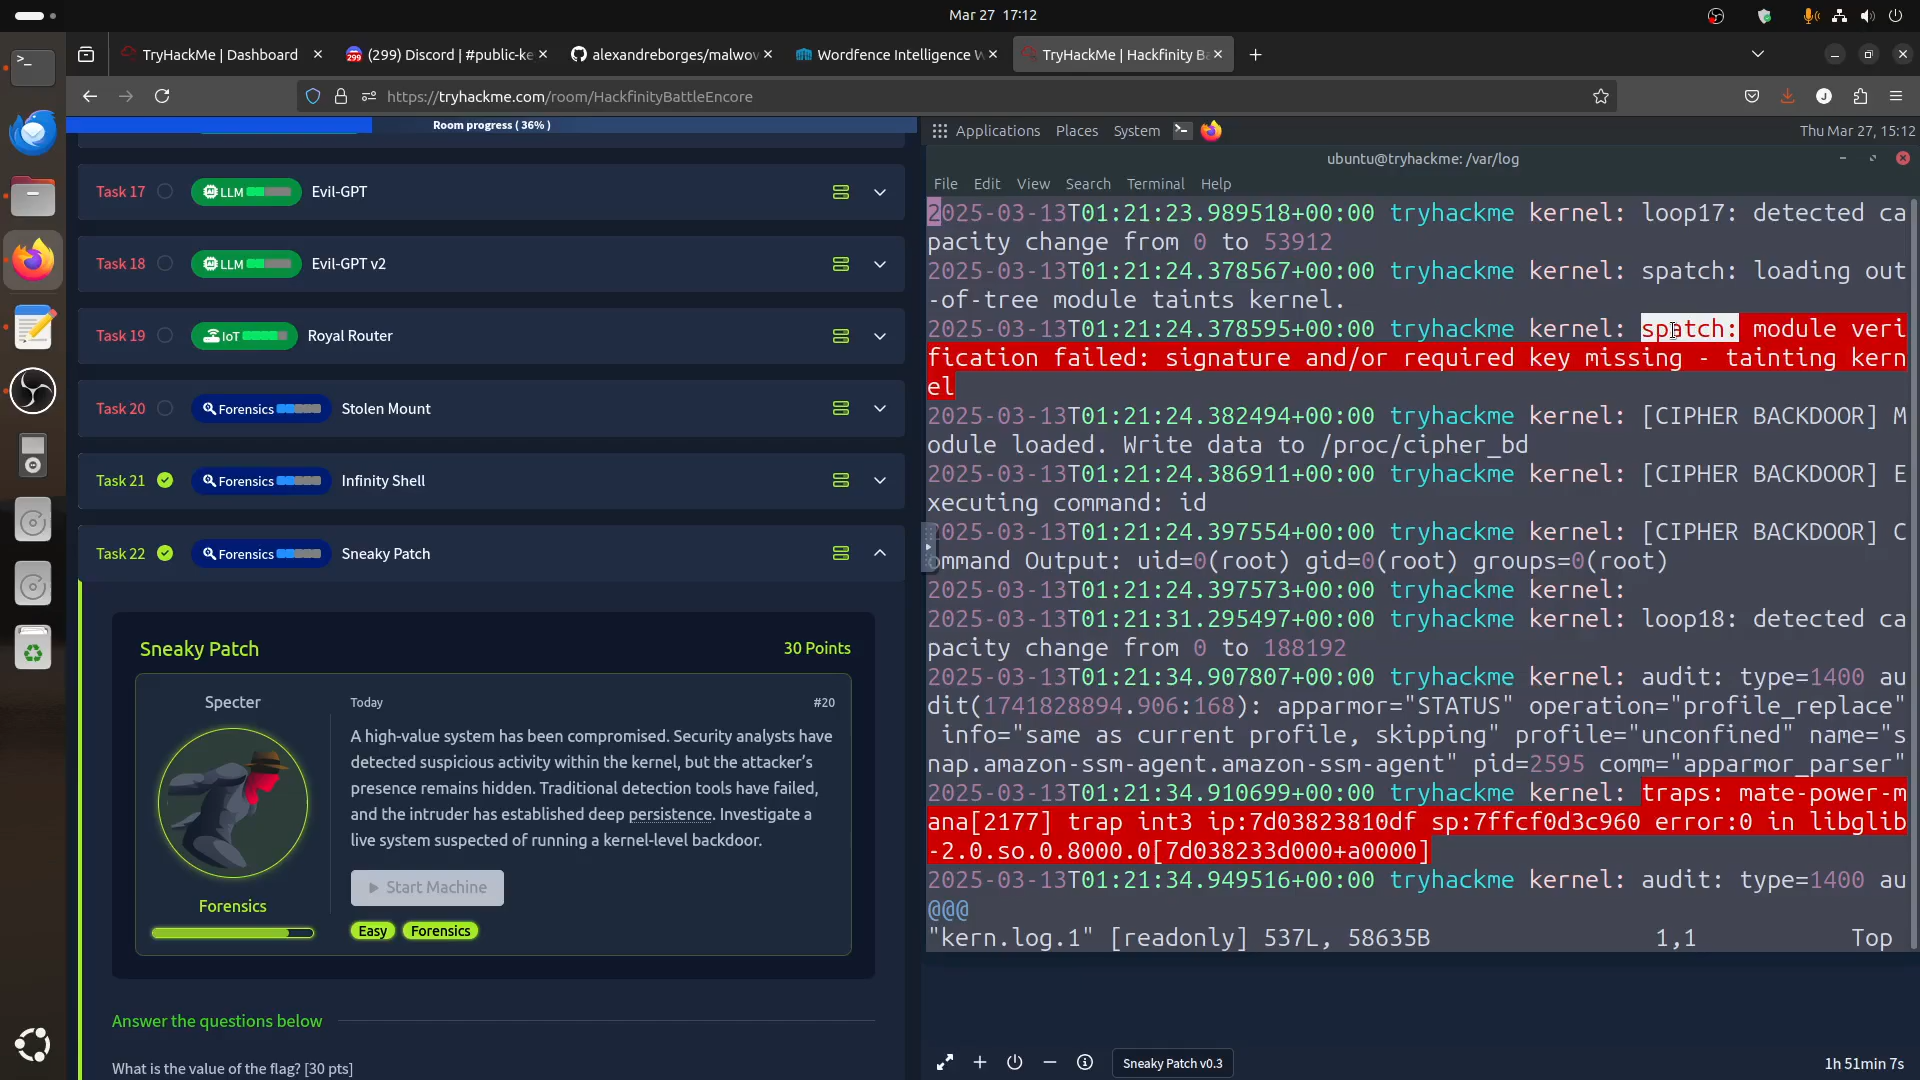 Mar 27 17:12
TryHackMe | Dashboard
(299) Discord | #public-ke
alexandreborges/malwov
Wordfence Intelligence W
TryHackMe | Hackfinity Ba
https://tryhackme.com/room/HackfinityBattleEncore
J
Room progress ( 36% )
Task 17 LLM Evil-GPT
Task 18 LLM Evil-GPT v2
Task 19 IoT Royal Router
Task 20 Forensics Stolen Mount
Task 21 Forensics Infinity Shell
Task 22 Forensics Sneaky Patch
Sneaky Patch 30 Points
Specter
Today #20
A high-value system has been compromised. Security analysts have
detected suspicious activity within the kernel, but the attacker's
presence remains hidden. Traditional detection tools have failed,
and the intruder has established deep persistence. Investigate a
live system suspected of running a kernel-level backdoor.
Start Machine
Forensics
Easy Forensics
Answer the questions below
What is the value of the flag? [30 pts]
Applications Places System Thu Mar 27, 15:12
ubuntu@tryhackme: /var/log
File Edit View Search Terminal Help
2025-03-13T01:21:23.989518+00:00 tryhackme kernel: loop17: detected ca
pacity change from 0 to 53912
2025-03-13T01:21:24.378567+00:00 tryhackme kernel: spatch: loading out
-of-tree module taints kernel.
2025-03-13T01:21:24.378595+00:00 tryhackme kernel: spatch: module veri
fication failed: signature and/or required key missing - tainting kern
el
2025-03-13T01:21:24.382494+00:00 tryhackme kernel: [CIPHER BACKDOOR] M
odule loaded. Write data to /proc/cipher_bd
2025-03-13T01:21:24.386911+00:00 tryhackme kernel: [CIPHER BACKDOOR] E
xecuting command: id
2025-03-13T01:21:24.397554+00:00 tryhackme kernel: [CIPHER BACKDOOR] C
ommand Output: uid=0(root) gid=0(root) groups=0(root)
2025-03-13T01:21:24.397573+00:00 tryhackme kernel:
2025-03-13T01:21:31.295497+00:00 tryhackme kernel: loop18: detected ca
pacity change from 0 to 188192
2025-03-13T01:21:34.907807+00:00 tryhackme kernel: audit: type=1400 au
dit(1741828894.906:168): apparmor="STATUS" operation="profile_replace"
info="same as current profile, skipping" profile="unconfined" name="s
nap.amazon-ssm-agent.amazon-ssm-agent" pid=2595 comm="apparmor_parser"
2025-03-13T01:21:34.910699+00:00 tryhackme kernel: traps: mate-power-m
ana[2177] trap int3 ip:7d03823810df sp:7ffcf0d3c960 error:0 in libglib
-2.0.so.0.8000.0[7d038233d000+a0000]
2025-03-13T01:21:34.949516+00:00 tryhackme kernel: audit: type=1400 au
@@@
"kern.log.1" [readonly] 537L, 58635B 1,1 Top
Sneaky Patch v0.3
1h 51min 7s